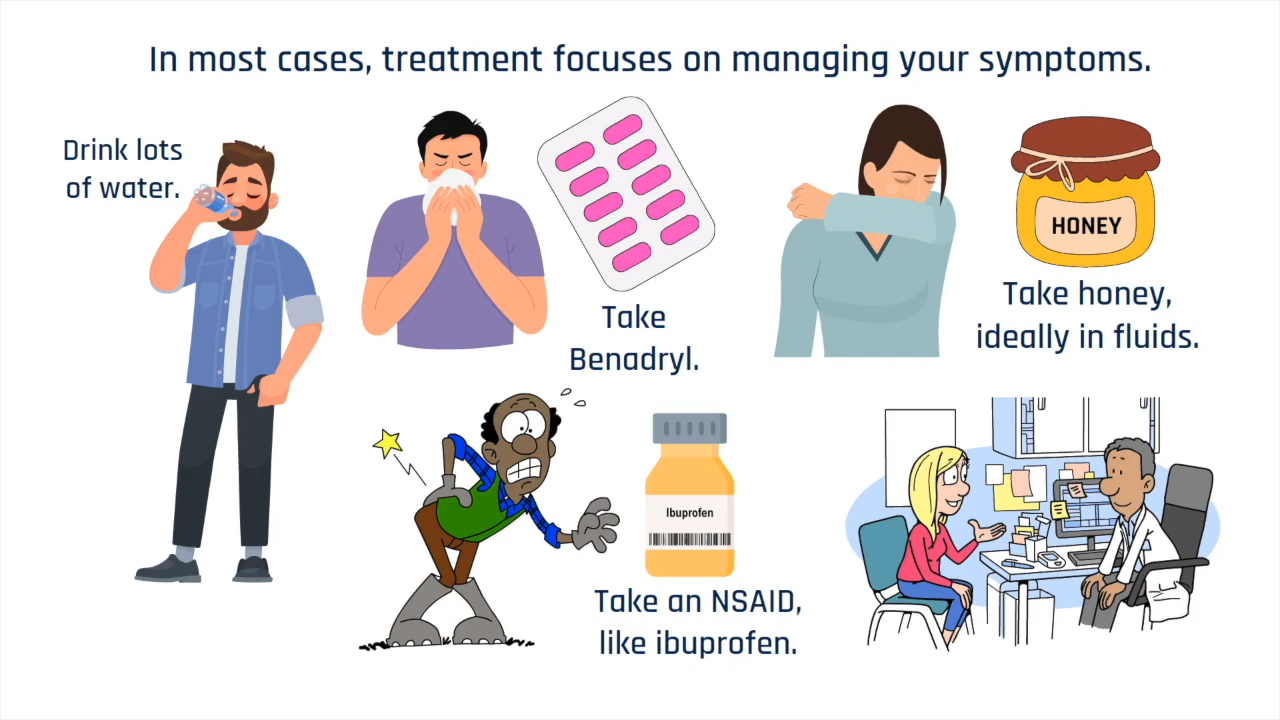 In most cases, treatment focuses on managing your symptoms.
Drink lots
of water.
Take
Benadryl.
HONEY
Take honey,
ideally in fluids.
Ibuprofen
Take an NSAID,
like ibuprofen.